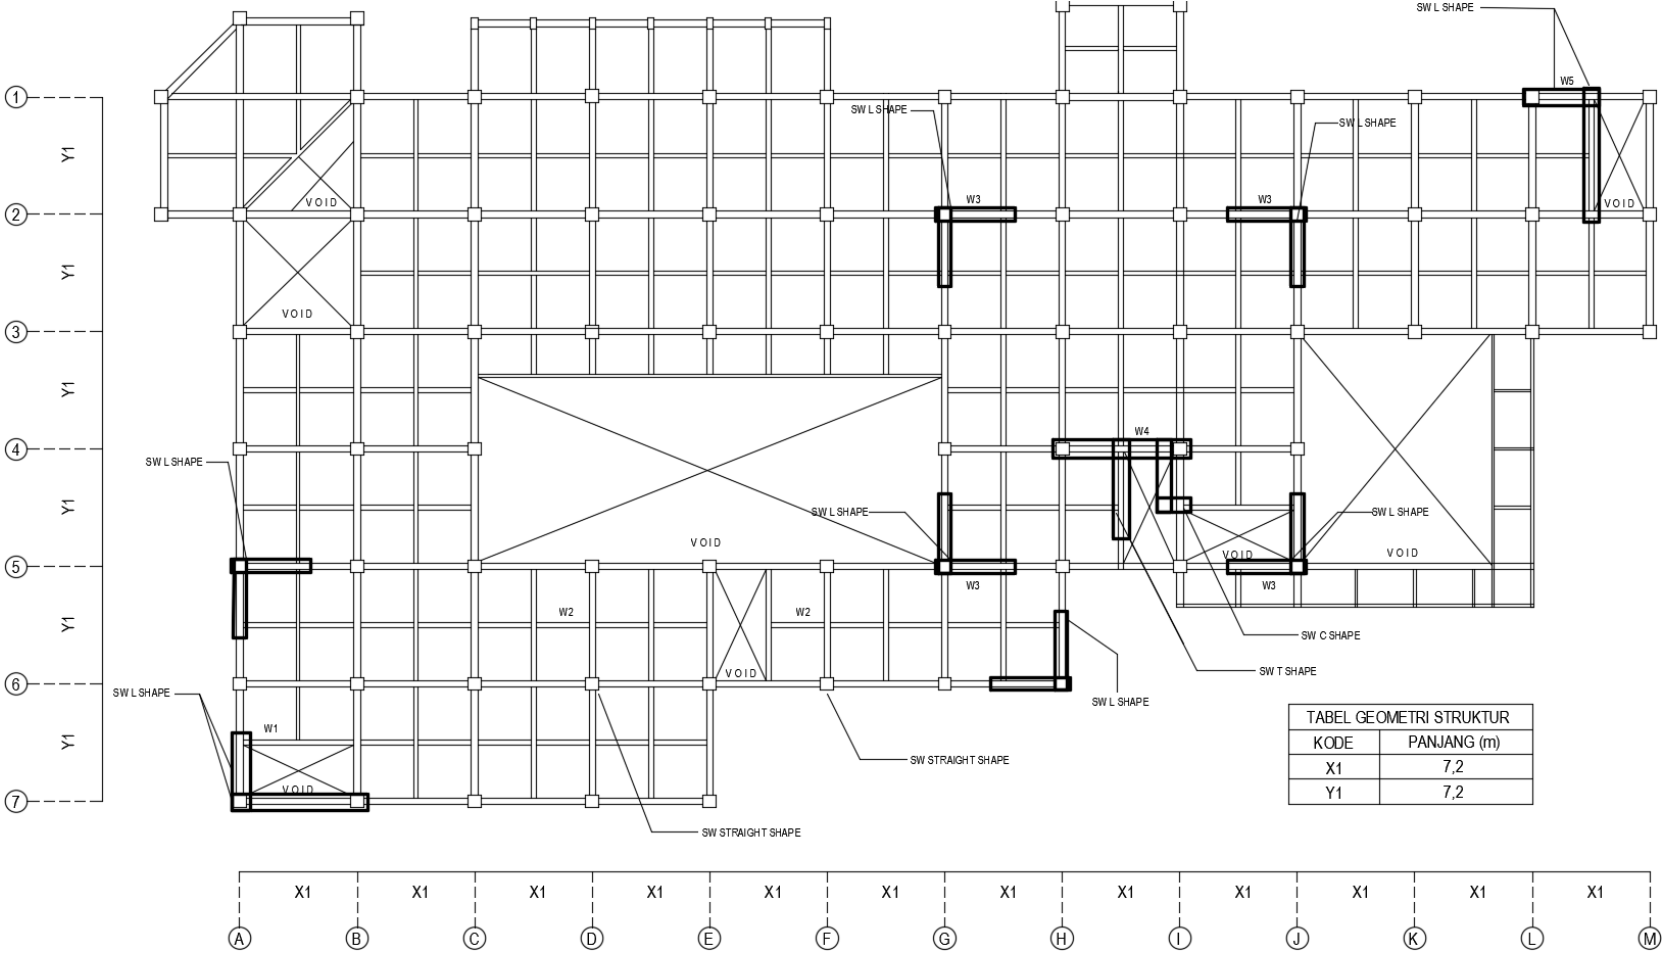 SW L SHAPE
W5
1
SW L SHAPE
SW L SHAPE
Y1
VOID
W3
W3
VOID
2
Y1
VOID
3
Y1
W4
4
SW L SHAPE
Y1
SW L SHAPE
SW L SHAPE
VOID
VOID
VOID
5
W3
W3
W2
W2
Y1
SW C SHAPE
VOID
SW T SHAPE
6
SW L SHAPE
SW L SHAPE
TABEL GEOMETRI STRUKTUR
KODE PANJANG (m)
X1 7,2
Y1 7,2
W1
Y1
SW STRAIGHT SHAPE
VOID
7
SW STRAIGHT SHAPE
X1 X1 X1 X1 X1 X1 X1 X1 X1 X1 X1 X1
A B C D E F G H I J K L M